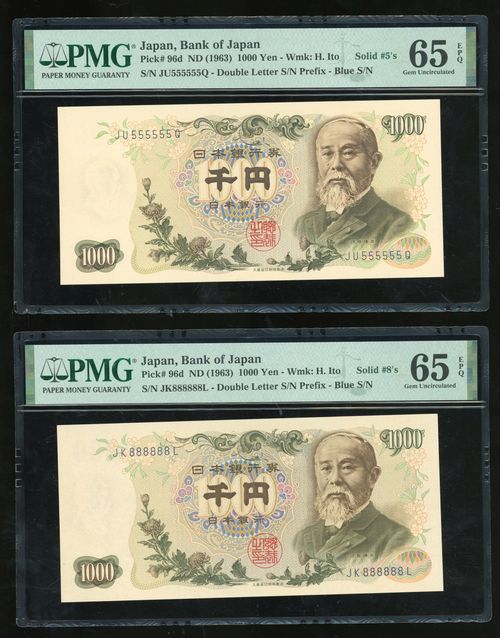 PMG
PAPER MONEY GUARANTY
Japan, Bank of Japan
Pick# 96d ND (1963) 1000 Yen - Wmk: H. Ito
S/N JU555555Q - Double Letter S/N Prefix - Blue S/N
Solid #5's
65 EPQ
Gem Uncirculated
JU555555Q
1000
日本銀行券
千円
日本銀行
1000
JU555555Q
PMG
PAPER MONEY GUARANTY
Japan, Bank of Japan
Pick# 96d ND (1963) 1000 Yen - Wmk: H. Ito
S/N JK888888L - Double Letter S/N Prefix - Blue S/N
Solid #8's
65 EPQ
Gem Uncirculated
JK888888L
1000
日本銀行券
千円
日本銀行
1000
JK888888L